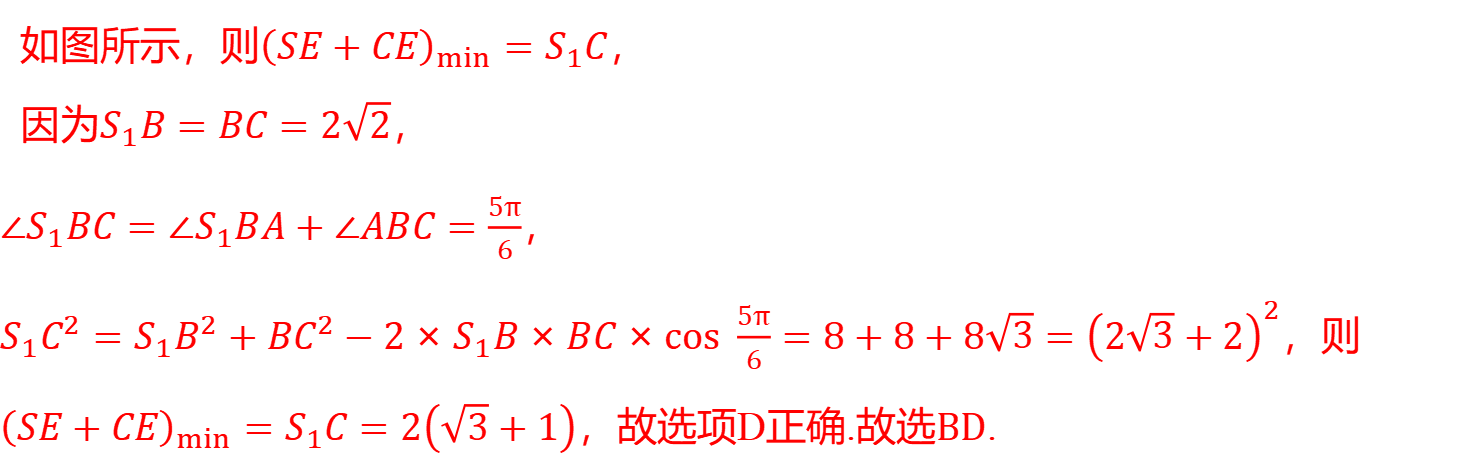 如图所示，则(SE + CE)ₘᵢₙ = S₁C,
因为S₁B = BC = 2√2,
∠S₁BC = ∠S₁BA + ∠ABC = 5π/6,
S₁C² = S₁B² + BC² − 2 × S₁B × BC × cos 5π/6 = 8 + 8 + 8√3 = (2√3 + 2)²，则
(SE + CE)ₘᵢₙ = S₁C = 2(√3 + 1)，故选项D正确.故选BD.